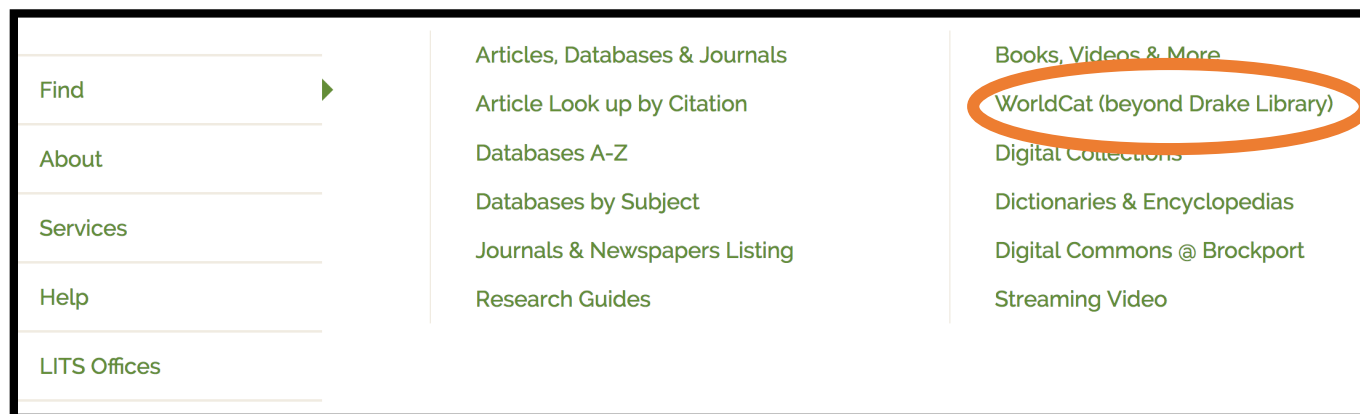 Find
About
Services
Help
LITS Offices
Articles, Databases & Journals
Article Look up by Citation
Databases A-Z
Databases by Subject
Journals & Newspapers Listing
Research Guides
Books, Videos & More
WorldCat (beyond Drake Library)
Digital Collections
Dictionaries & Encyclopedias
Digital Commons @ Brockport
Streaming Video